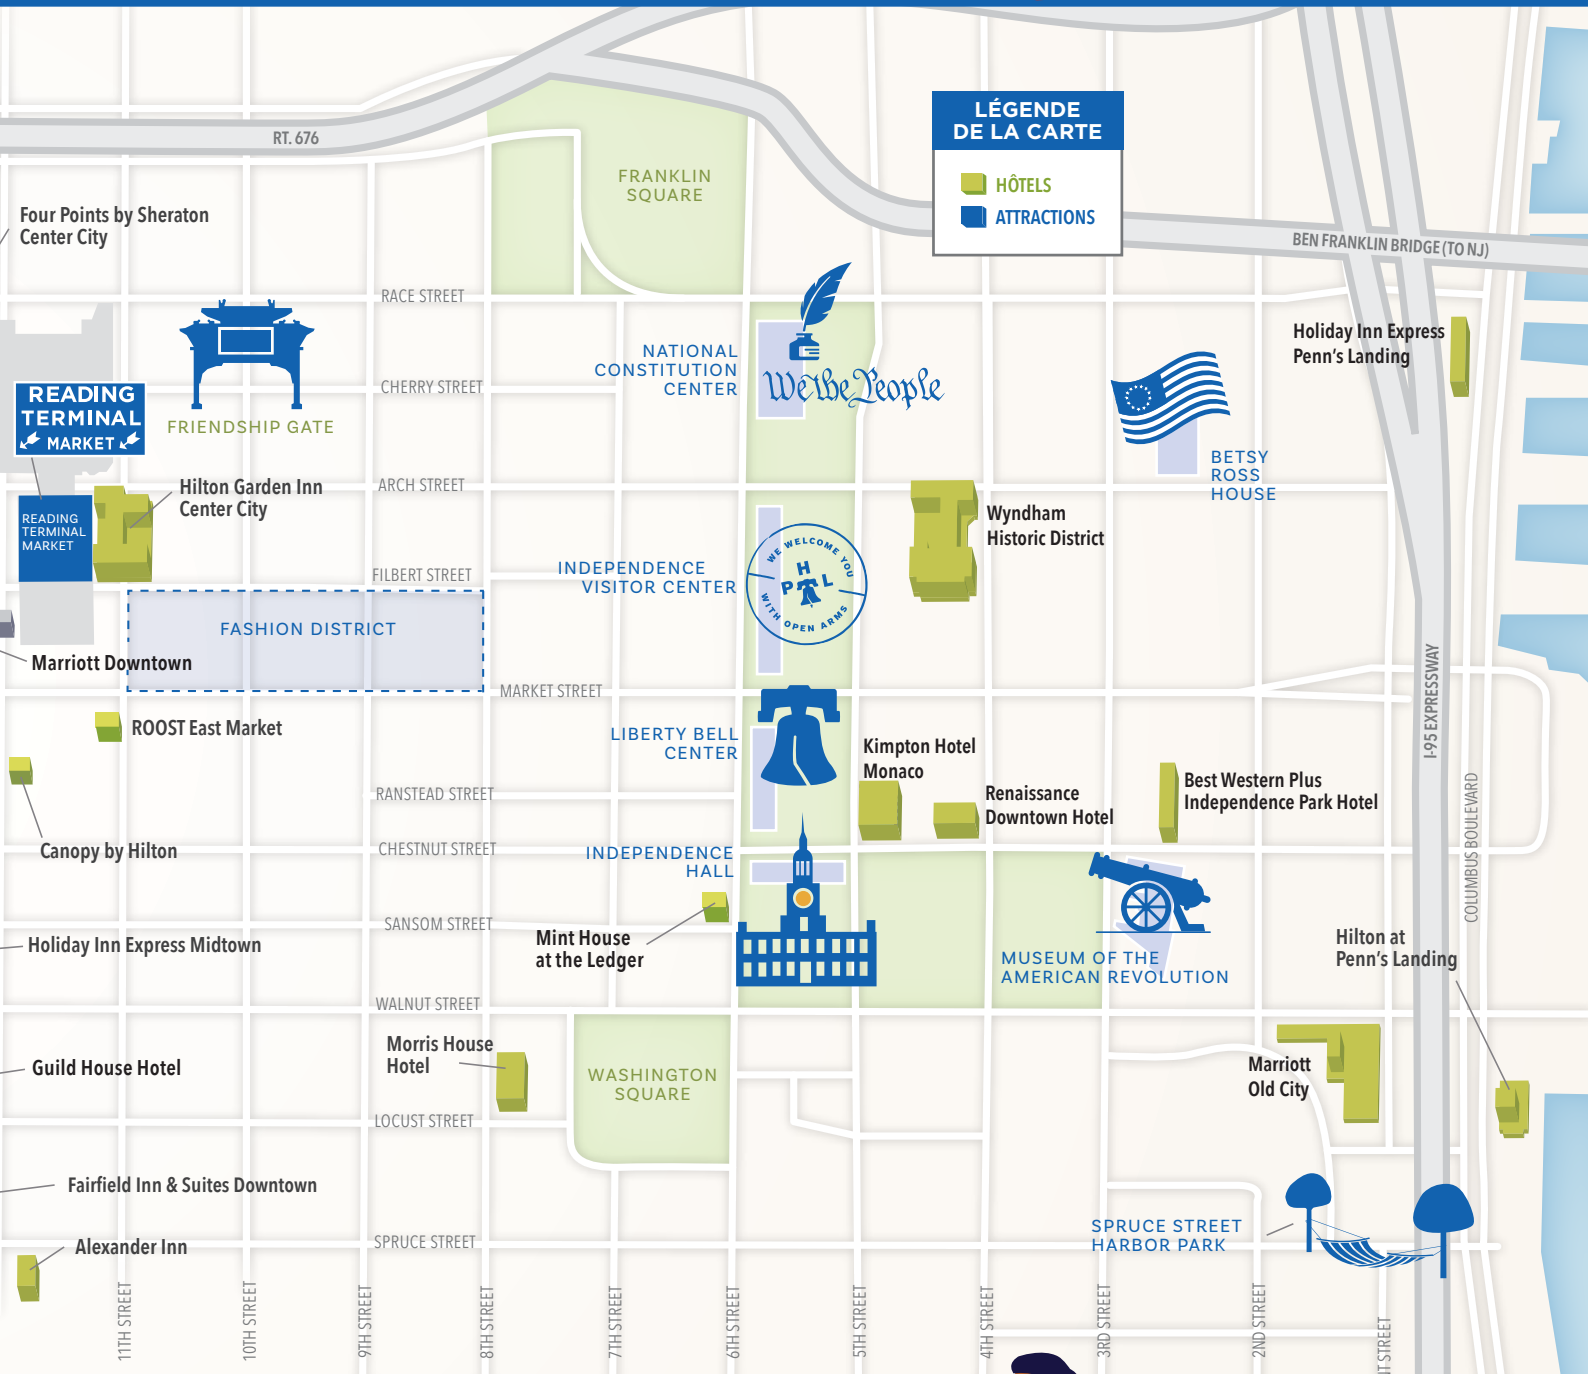 RT. 676
LÉGENDE
DE LA CARTE
HÔTELS
ATTRACTIONS
FRANKLIN
SQUARE
BEN FRANKLIN BRIDGE (TO NJ)
Four Points by Sheraton
Center City
RACE STREET
Holiday Inn Express
Penn's Landing
NATIONAL
CONSTITUTION
CENTER
We the People
CHERRY STREET
READING
TERMINAL
MARKET
FRIENDSHIP GATE
BETSY
ROSS
HOUSE
Hilton Garden Inn
Center City
ARCH STREET
READING
TERMINAL
MARKET
Wyndham
Historic District
WE WELCOME YOU
PHL
WITH OPEN ARMS
INDEPENDENCE
VISITOR CENTER
FILBERT STREET
FASHION DISTRICT
Marriott Downtown
MARKET STREET
I-95 EXPRESSWAY
ROOST East Market
LIBERTY BELL
CENTER
Kimpton Hotel
Monaco
Renaissance
Downtown Hotel
Best Western Plus
Independence Park Hotel
RANSTEAD STREET
COLUMBUS BOULEVARD
Canopy by Hilton
CHESTNUT STREET
INDEPENDENCE
HALL
SANSOM STREET
Mint House
at the Ledger
Holiday Inn Express Midtown
MUSEUM OF THE
AMERICAN REVOLUTION
Hilton at
Penn's Landing
WALNUT STREET
Morris House
Hotel
Guild House Hotel
WASHINGTON
SQUARE
Marriott
Old City
LOCUST STREET
Fairfield Inn & Suites Downtown
SPRUCE STREET
HARBOR PARK
Alexander Inn
SPRUCE STREET
11TH STREET
10TH STREET
9TH STREET
8TH STREET
7TH STREET
6TH STREET
5TH STREET
4TH STREET
3RD STREET
2ND STREET
T STREET